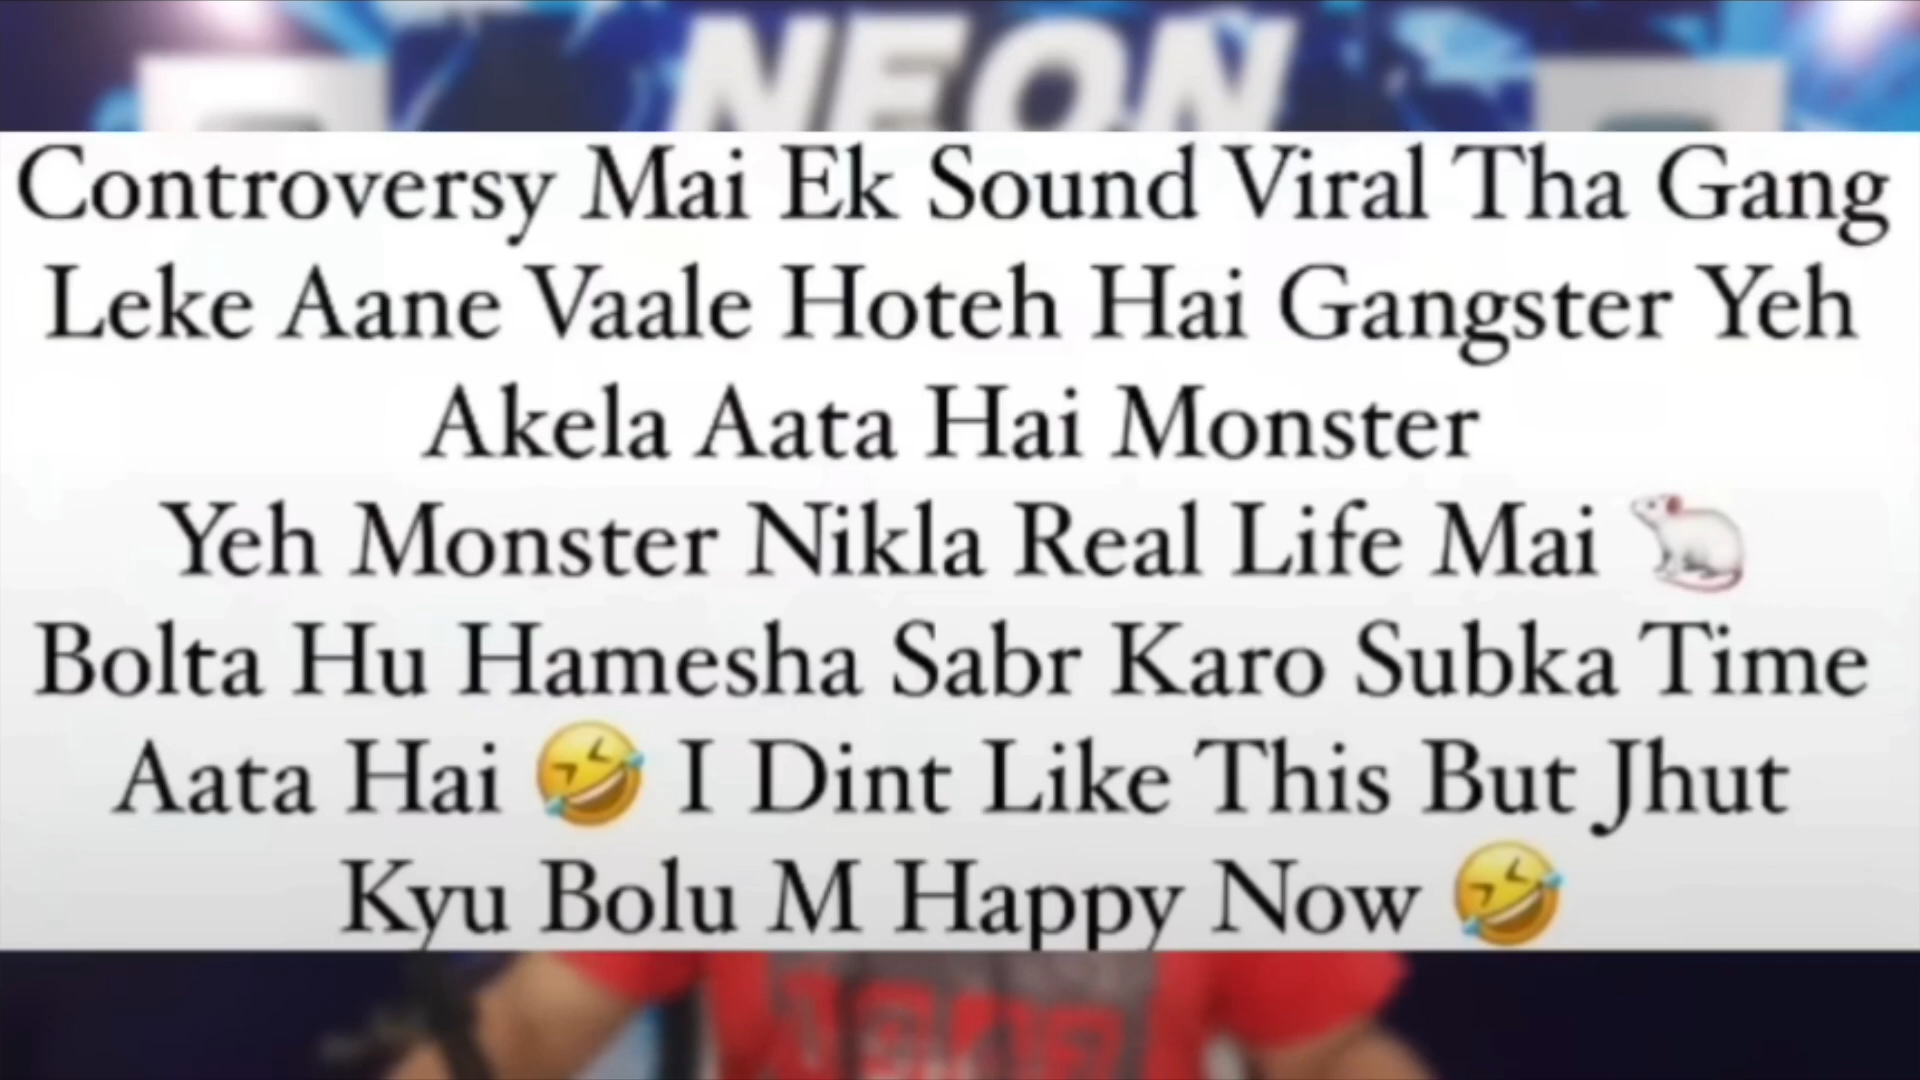 NEON
Controversy Mai Ek Sound Viral Tha Gang
Leke Aane Vaale Hoteh Hai Gangster Yeh
Akela Aata Hai Monster
Yeh Monster Nikla Real Life Mai 🐁
Bolta Hu Hamesha Sabr Karo Subka Time
Aata Hai 🤣 I Dint Like This But Jhut
Kyu Bolu M Happy Now 🤣